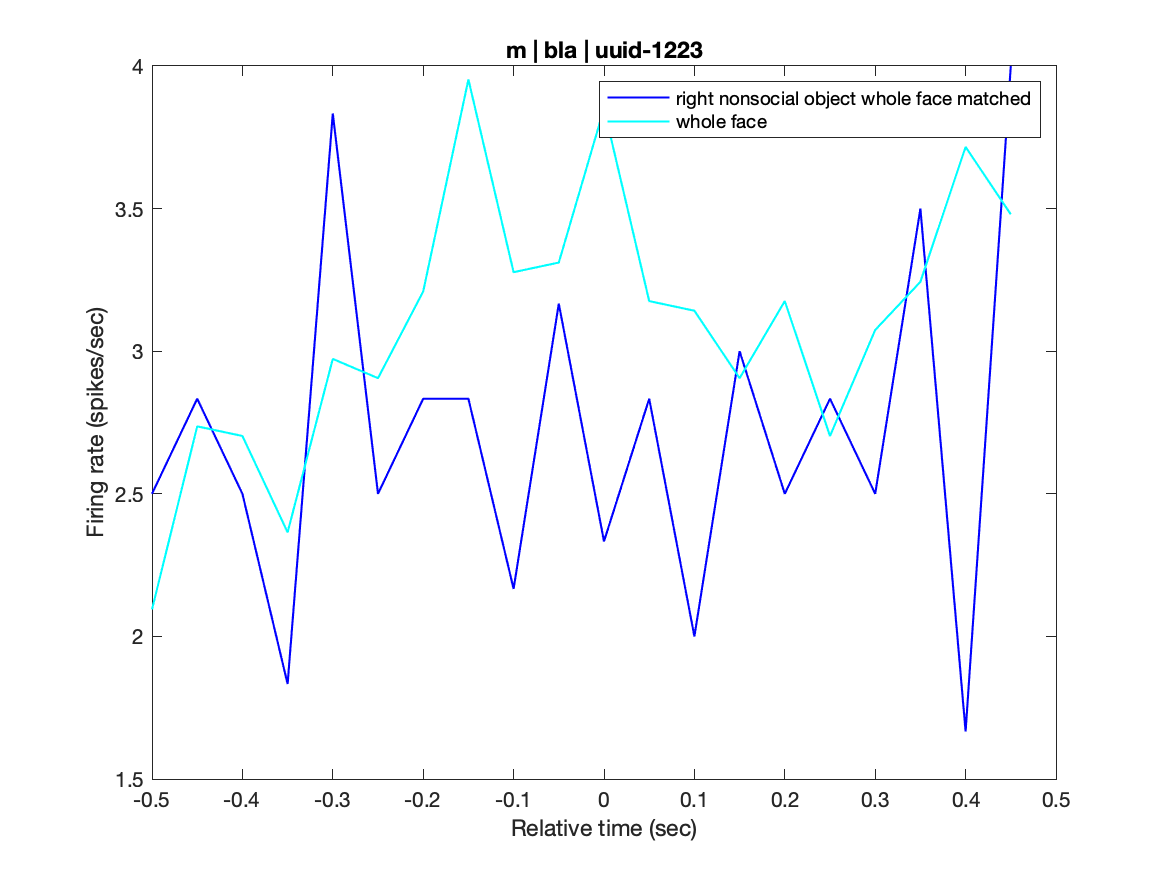 m | bla | uuid-1223
right nonsocial object whole face matched
whole face
4
3.5
3
2.5
2
1.5
Firing rate (spikes/sec)
-0.5 -0.4 -0.3 -0.2 -0.1 0 0.1 0.2 0.3 0.4 0.5
Relative time (sec)